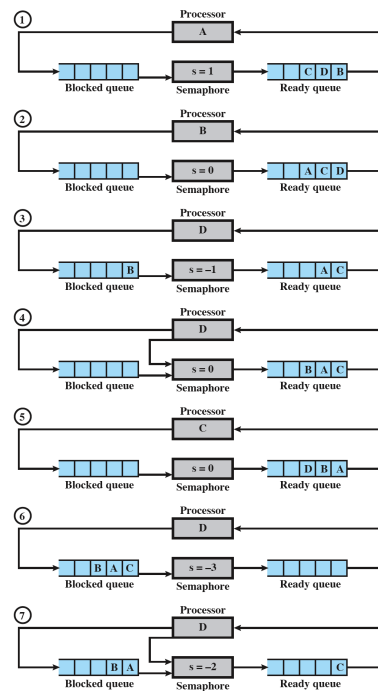 Processor
1
A
C D B
s = 1
Blocked queue
Semaphore
Ready queue
Processor
2
B
A C D
s = 0
Blocked queue
Semaphore
Ready queue
Processor
3
D
B
s = –1
A C
Blocked queue
Semaphore
Ready queue
Processor
4
D
s = 0
B A C
Blocked queue
Semaphore
Ready queue
Processor
5
C
s = 0
D B A
Blocked queue
Semaphore
Ready queue
Processor
6
D
B A C
s = –3
Blocked queue
Semaphore
Ready queue
Processor
7
D
B A
s = –2
C
Blocked queue
Semaphore
Ready queue